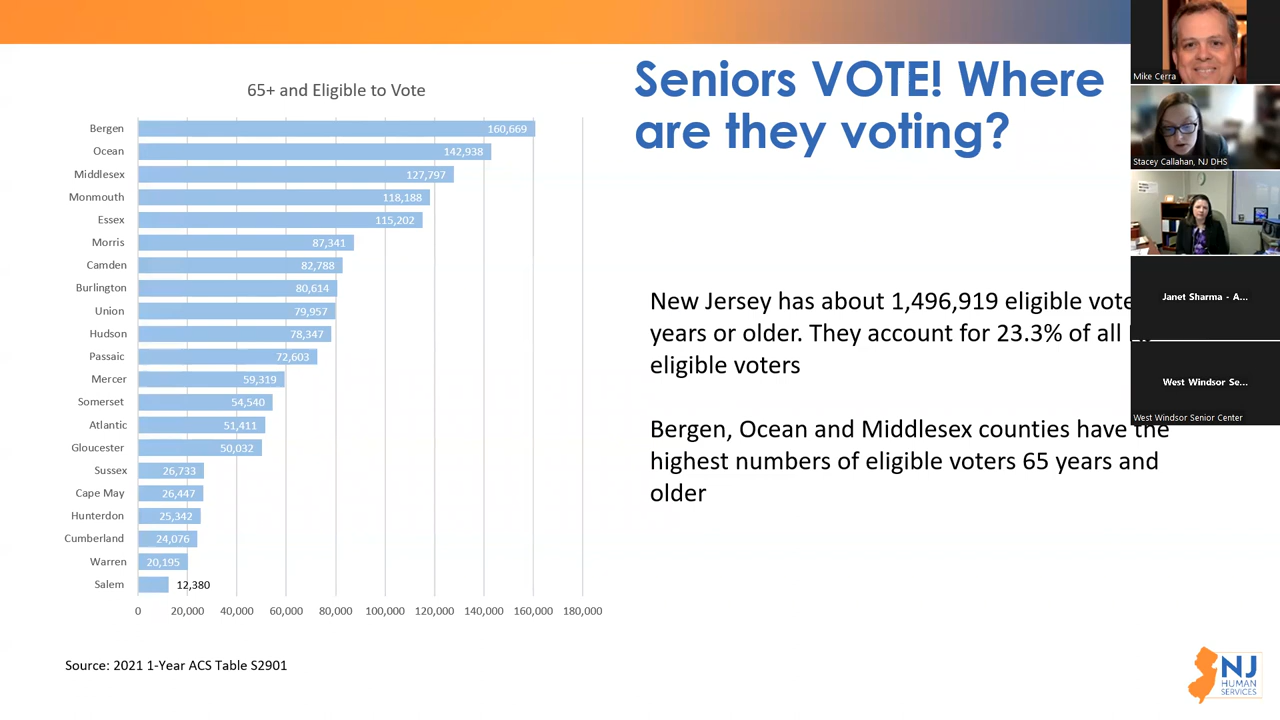 65+ and Eligible to Vote
Bergen 160,669
Ocean 142,938
Middlesex 127,797
Monmouth 118,188
Essex 115,202
Morris 87,341
Camden 82,788
Burlington 80,614
Union 79,957
Hudson 78,347
Passaic 72,603
Mercer 59,319
Somerset 54,540
Atlantic 51,411
Gloucester 50,032
Sussex 26,733
Cape May 26,447
Hunterdon 25,342
Cumberland 24,076
Warren 20,195
Salem 12,380
0 20,000 40,000 60,000 80,000 100,000 120,000 140,000 160,000 180,000
Source: 2021 1-Year ACS Table S2901
Seniors VOTE! Where
are they voting?
New Jersey has about 1,496,919 eligible
years or older. They account for 23.3% of all
eligible voters
Bergen, Ocean and Middlesex counties have the
highest numbers of eligible voters 65 years and
older
Mike Cerra
Stacey Callahan, NJ DHS
Janet Sharma - A...
West Windsor Se...
West Windsor Senior Center
NJ
HUMAN
SERVICES